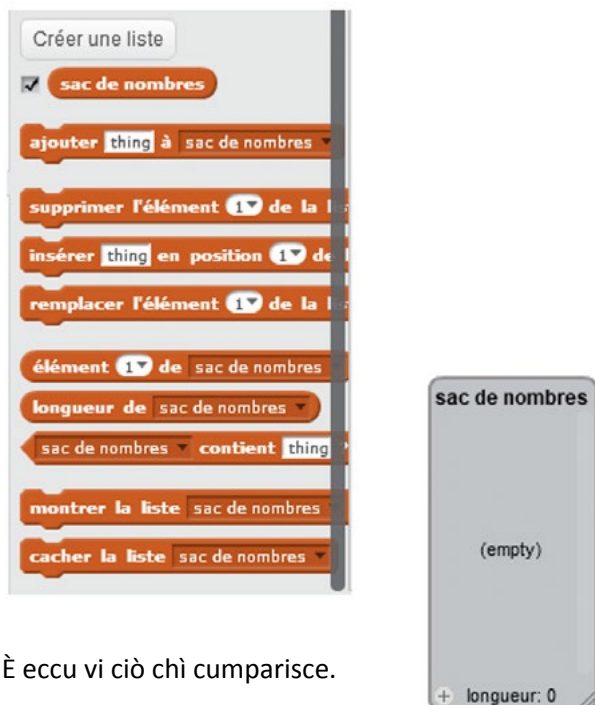 Créer une liste
sac de nombres
ajouter thing à sac de nombres
supprimer l'élément 1 de la
insérer thing en position 1 de
remplacer l'élément 1 de la
élément 1 de sac de nombres
longueur de sac de nombres
sac de nombres contient thing
montrer la liste sac de nombres
cacher la liste sac de nombres
sac de nombres
(empty)
+ longueur: 0
È eccu vi ciò chì cumparisce.